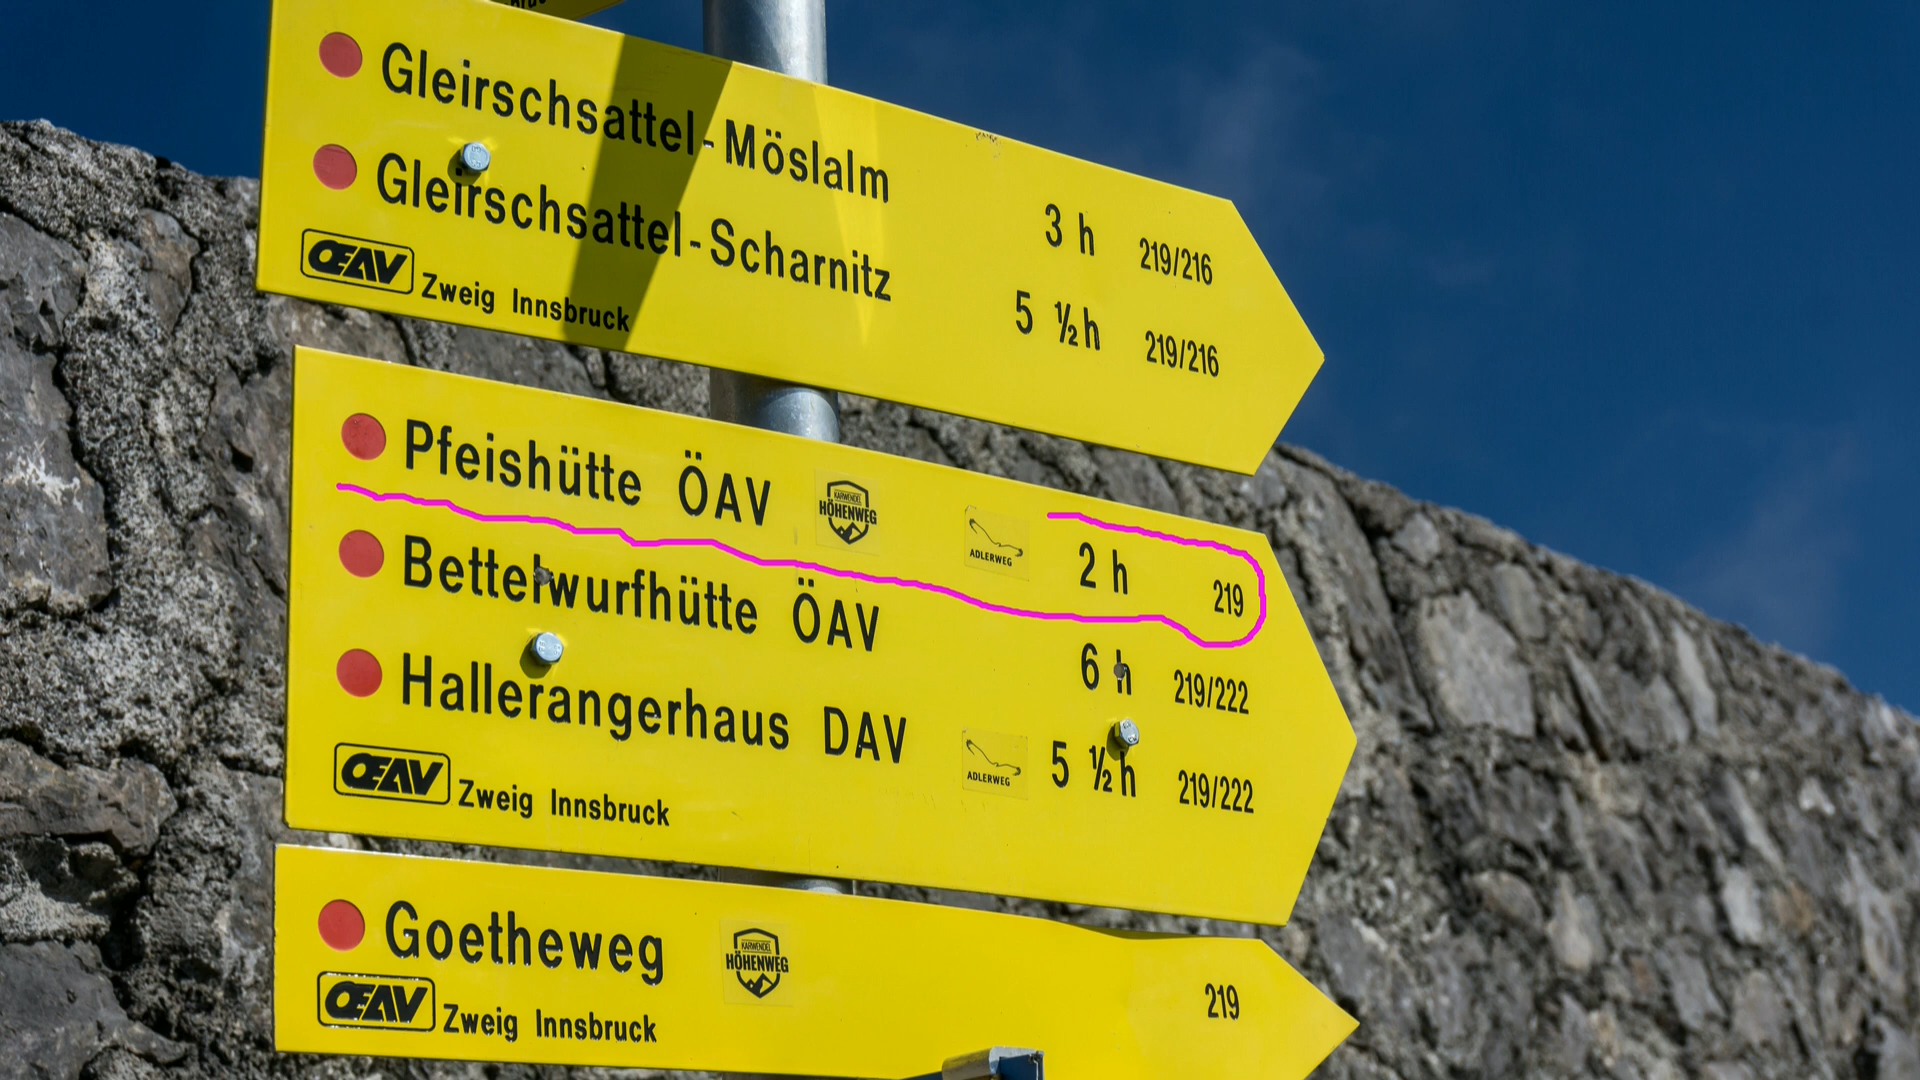 Gleirschsattel-Möslalm 3 h 219/216
Gleirschsattel-Scharnitz 5 ½h 219/216
ŒAV Zweig Innsbruck
Pfeishütte ÖAV KARWENDEL HÖHENWEG ADLERWEG 2 h 219
Bettelwurfhütte ÖAV 6 h 219/222
Hallerangerhaus DAV ADLERWEG 5 ½h 219/222
ŒAV Zweig Innsbruck
Goetheweg KARWENDEL HÖHENWEG 219
ŒAV Zweig Innsbruck